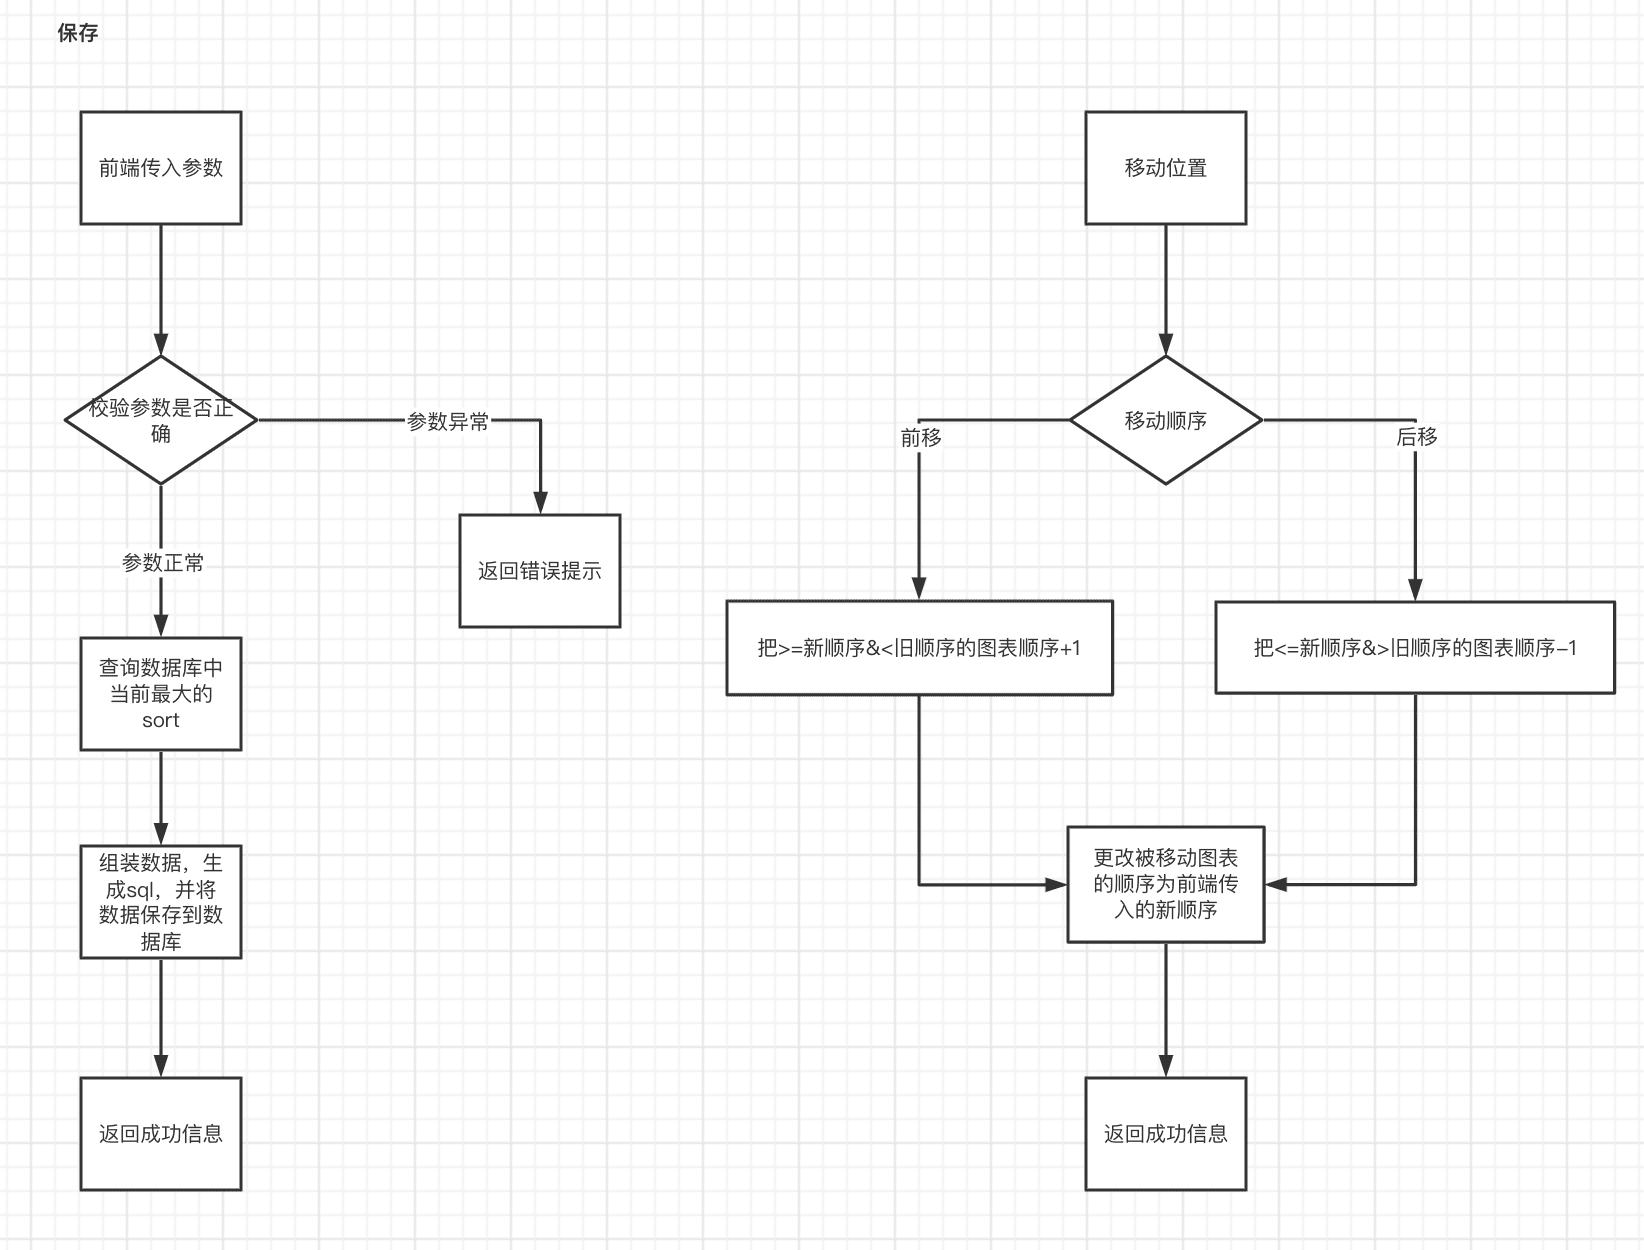 保存
前端传入参数
校验参数是否正
确
参数异常
返回错误提示
参数正常
查询数据库中
当前最大的
sort
组装数据，生
成sql，并将
数据保存到数
据库
返回成功信息
移动位置
移动顺序
前移
后移
把>=新顺序&<旧顺序的图表顺序+1
把<=新顺序&>旧顺序的图表顺序-1
更改被移动图表
的顺序为前端传
入的新顺序
返回成功信息